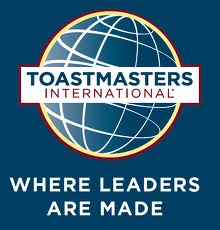 TOASTMASTERS
INTERNATIONAL®
WHERE LEADERS
ARE MADE